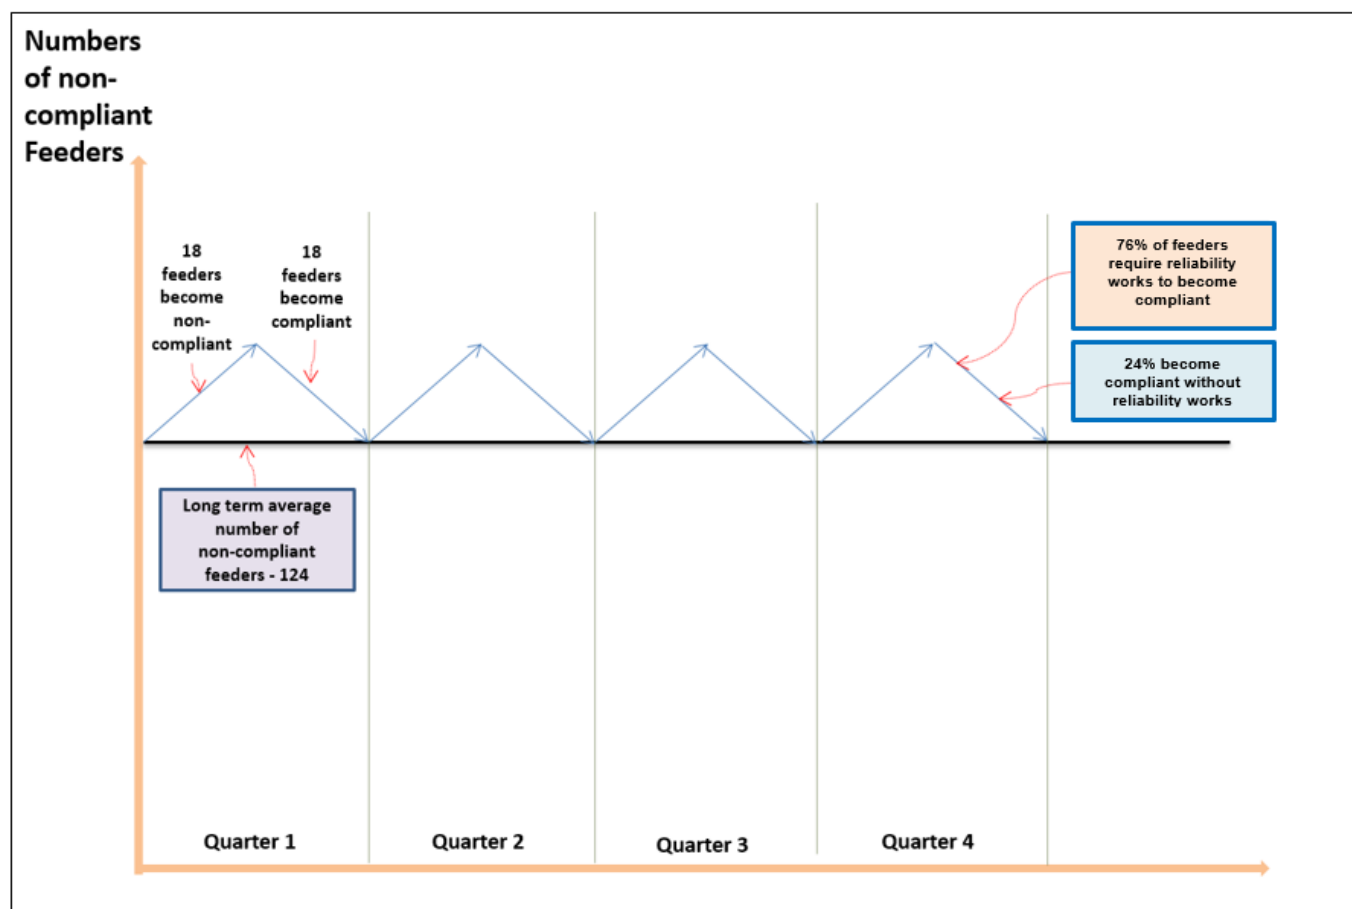 Numbers
of non-
compliant
Feeders
18
feeders
become
non-
compliant
18
feeders
become
compliant
76% of feeders
require reliability
works to become
compliant
24% become
compliant without
reliability works
Long term average
number of
non-compliant
feeders - 124
Quarter 1
Quarter 2
Quarter 3
Quarter 4